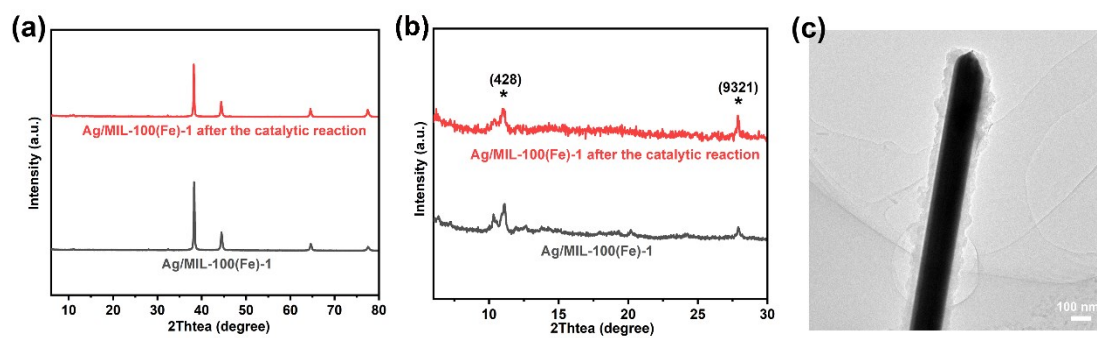 (a)
Intensity (a.u.)
Ag/MIL-100(Fe)-1 after the catalytic reaction
Ag/MIL-100(Fe)-1
10 20 30 40 50 60 70 80
2Thtea (degree)
(b)
Intensity (a.u.)
(428)
*
(9321)
*
Ag/MIL-100(Fe)-1 after the catalytic reaction
Ag/MIL-100(Fe)-1
10 15 20 25 30
2Thtea (degree)
(c)
100 nm